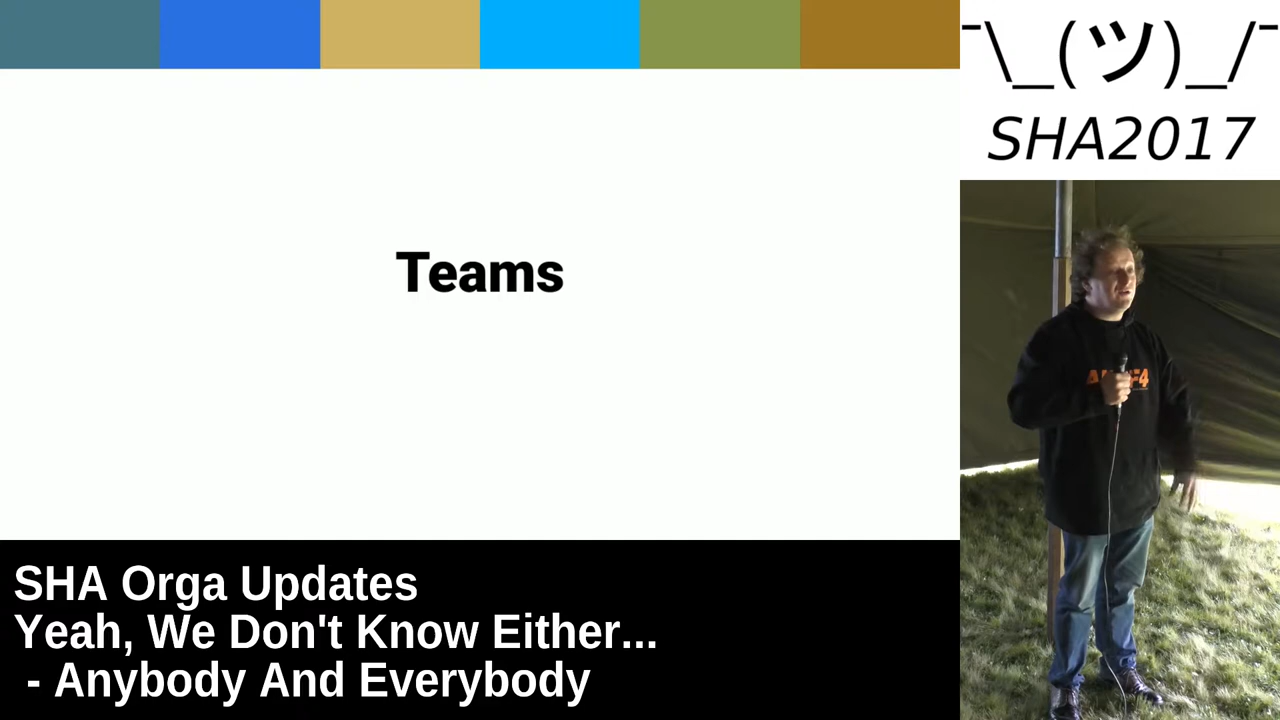 Teams
¯\_(ツ)_/¯
SHA2017
SHA Orga Updates
Yeah, We Don't Know Either...
- Anybody And Everybody